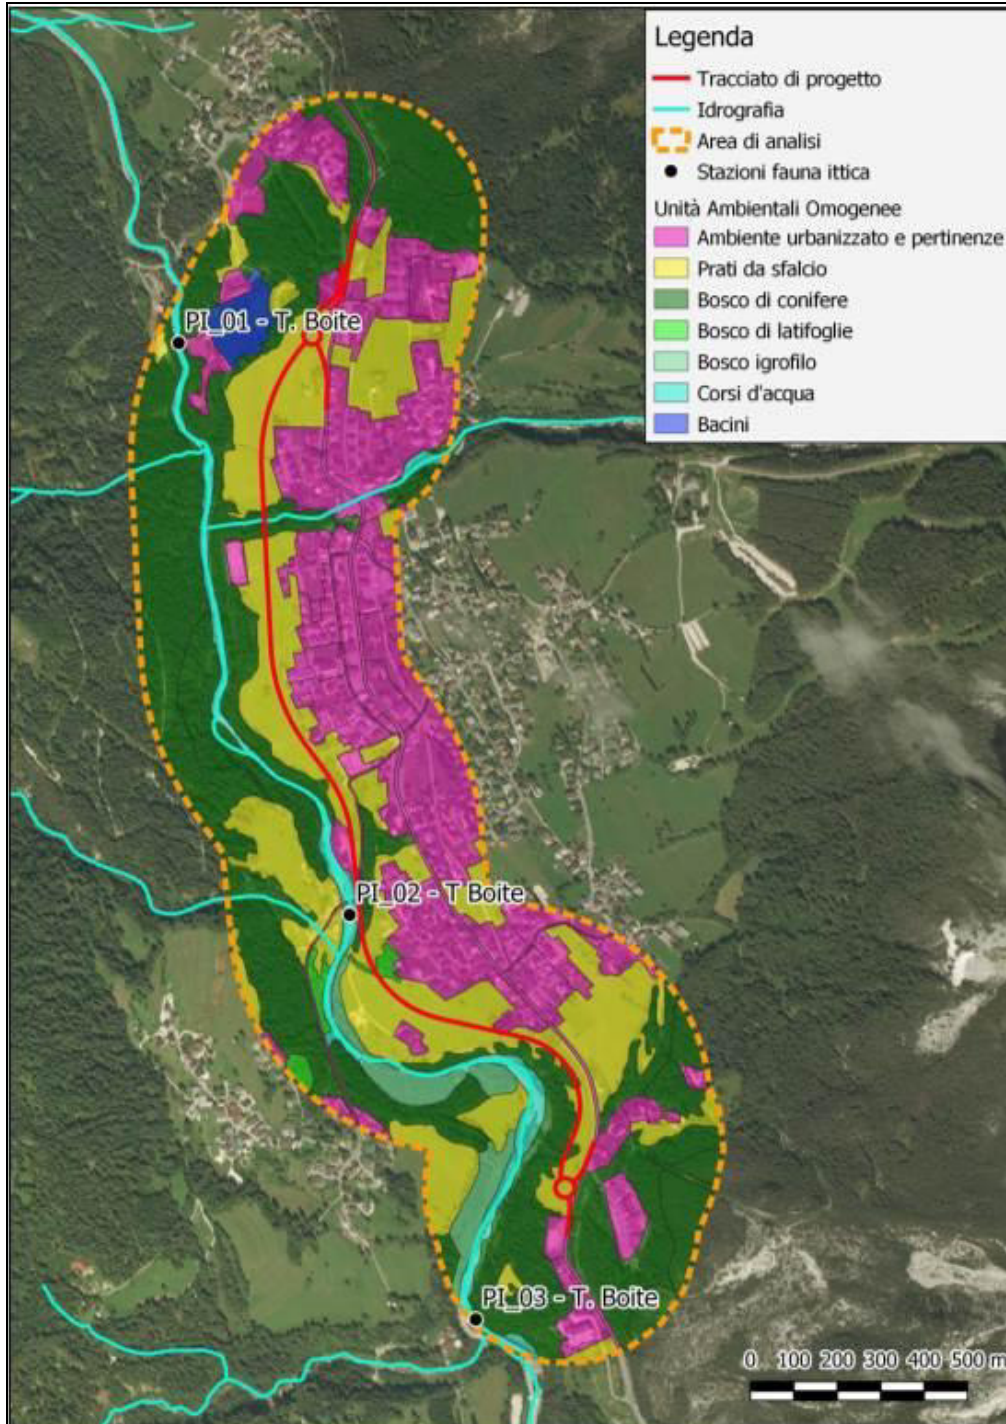 Legenda
Tracciato di progetto
Idrografia
Area di analisi
Stazioni fauna ittica
Unità Ambientali Omogenee
Ambiente urbanizzato e pertinenze
Prati da sfalcio
Bosco di conifere
Bosco di latifoglie
Bosco igrofilo
Corsi d'acqua
Bacini
PI_01 - T. Boite
PI_02 - T Boite
PI_03 - T. Boite
0 100 200 300 400 500 m